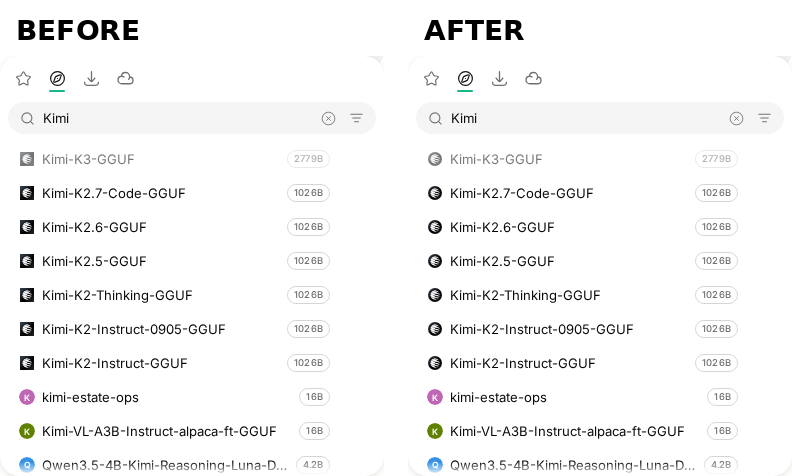 BEFORE
Kimi
Kimi-K3-GGUF 2779B
Kimi-K2.7-Code-GGUF 1026B
Kimi-K2.6-GGUF 1026B
Kimi-K2.5-GGUF 1026B
Kimi-K2-Thinking-GGUF 1026B
Kimi-K2-Instruct-0905-GGUF 1026B
Kimi-K2-Instruct-GGUF 1026B
K kimi-estate-ops 16B
K Kimi-VL-A3B-Instruct-alpaca-ft-GGUF 16B
Q Qwen3.5-4B-Kimi-Reasoning-Luna-D... 4.2B
AFTER
Kimi
Kimi-K3-GGUF 2779B
Kimi-K2.7-Code-GGUF 1026B
Kimi-K2.6-GGUF 1026B
Kimi-K2.5-GGUF 1026B
Kimi-K2-Thinking-GGUF 1026B
Kimi-K2-Instruct-0905-GGUF 1026B
Kimi-K2-Instruct-GGUF 1026B
K kimi-estate-ops 16B
K Kimi-VL-A3B-Instruct-alpaca-ft-GGUF 16B
Q Qwen3.5-4B-Kimi-Reasoning-Luna-D... 4.2B